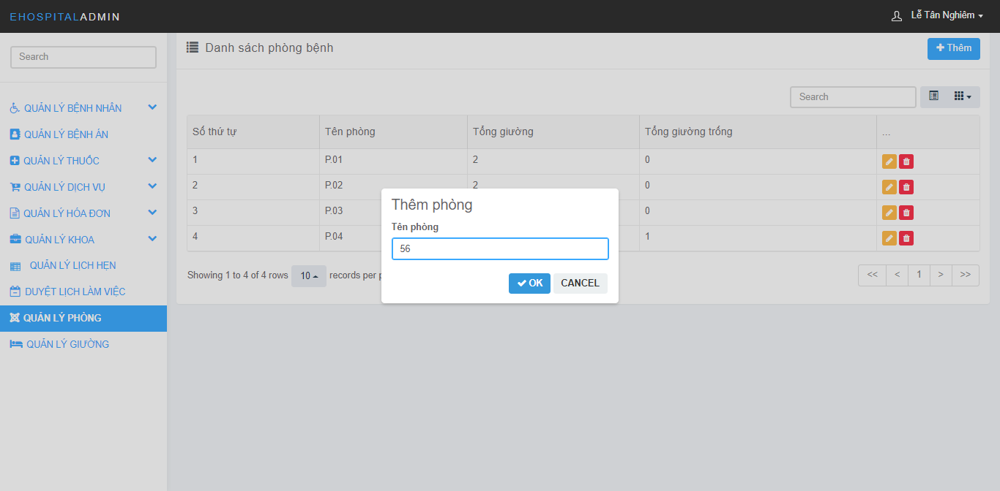 EHOSPITALADMIN
Lễ Tân Nghiêm
Search
QUẢN LÝ BỆNH NHÂN
QUẢN LÝ BỆNH ÁN
QUẢN LÝ THUỐC
QUẢN LÝ DỊCH VỤ
QUẢN LÝ HÓA ĐƠN
QUẢN LÝ KHOA
QUẢN LÝ LỊCH HẸN
DUYỆT LỊCH LÀM VIỆC
QUẢN LÝ PHÒNG
QUẢN LÝ GIƯỜNG
Danh sách phòng bệnh
Thêm
Search
Số thứ tự Tên phòng Tổng giường Tổng giường trống ...
1 P.01 2 0
2 P.02 2 0
3 P.03 0
4 P.04 1
Thêm phòng
Tên phòng
56
OK CANCEL
Showing 1 to 4 of 4 rows 10 records per p
<< < 1 > >>